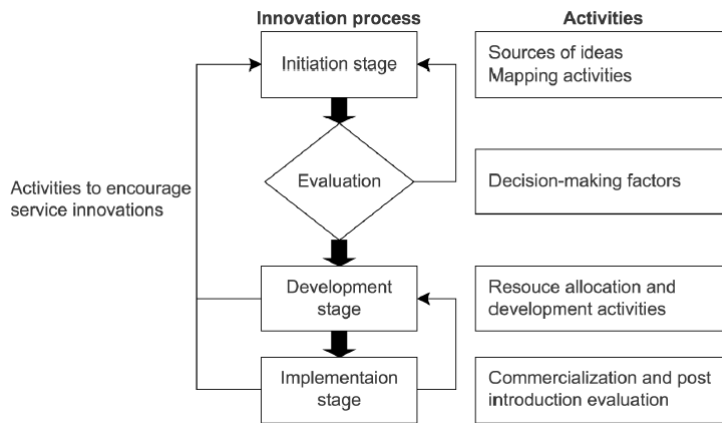 Innovation process
Activities
Initiation stage
Sources of ideas
Mapping activities
Evaluation
Decision-making factors
Activities to encourage
service innovations
Development
stage
Resouce allocation and
development activities
Implementaion
stage
Commercialization and post
introduction evaluation